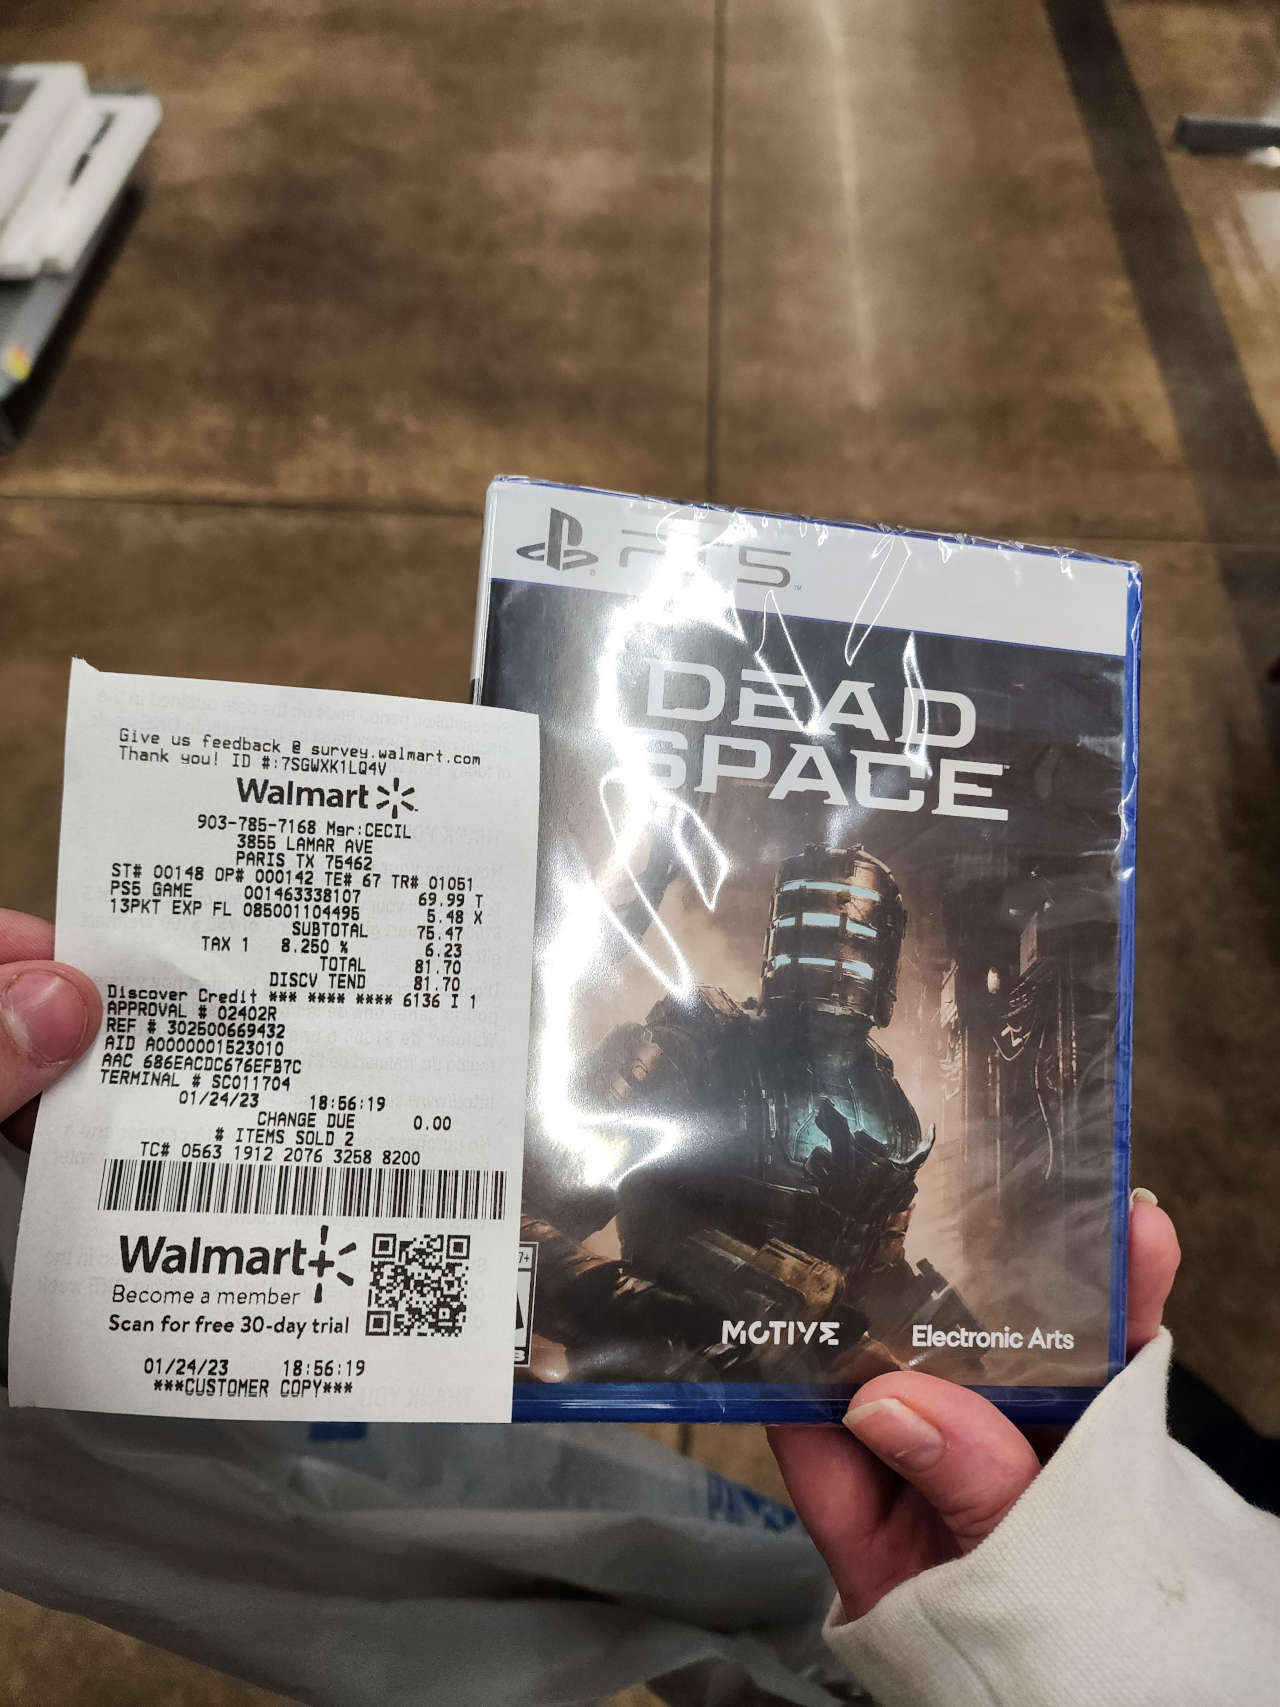 Give us feedback @ survey.walmart.com
Thank you! ID #:7SGWXK1LQ4V
Walmart
903-785-7168 Mgr:CECIL
3855 LAMAR AVE
PARIS TX 75462
ST# 00148 OP# 000142 TE# 67 TR# 01051
PS5 GAME 001463338107 69.99 T
13PKT EXP FL 085001104495 5.48 X
SUBTOTAL 75.47
TAX 1 8.250 % 6.23
TOTAL 81.70
DISCV TEND 81.70
Discover Credit *** **** **** 6136 I 1
APPROVAL # 02402R
REF # 302500669432
AID A0000001523010
AAC 686EACDC676EFB7C
TERMINAL # SC011704
01/24/23 18:56:19
CHANGE DUE 0.00
# ITEMS SOLD 2
TC# 0563 1912 2076 3258 8200
Walmart+
Become a member
Scan for free 30-day trial
01/24/23 18:56:19
***CUSTOMER COPY***
PS5
DEAD
SPACE
7+
MOTIVE
Electronic Arts